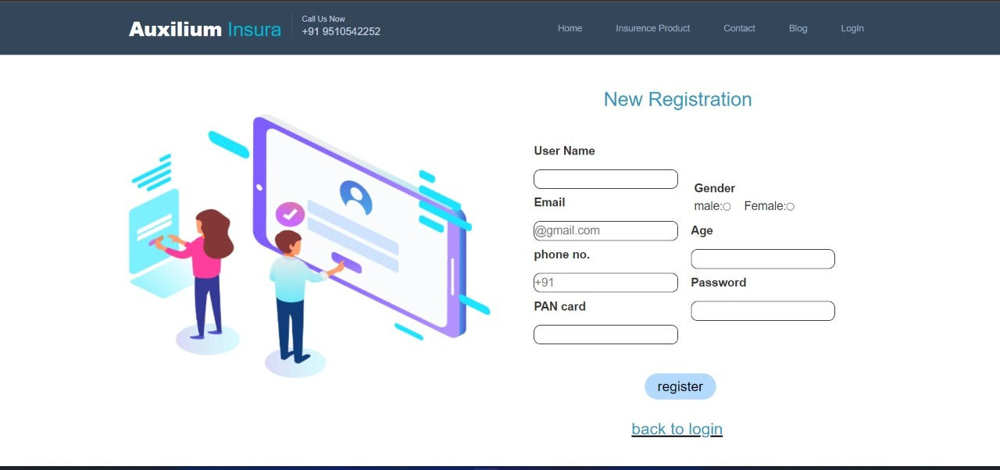 Auxilium Insura
Call Us Now
+91 9510542252
Home
Insurence Product
Contact
Blog
LogIn
New Registration
User Name
Email
@gmail.com
phone no.
+91
PAN card
Gender
male: Female:
Age
Password
register
back to login